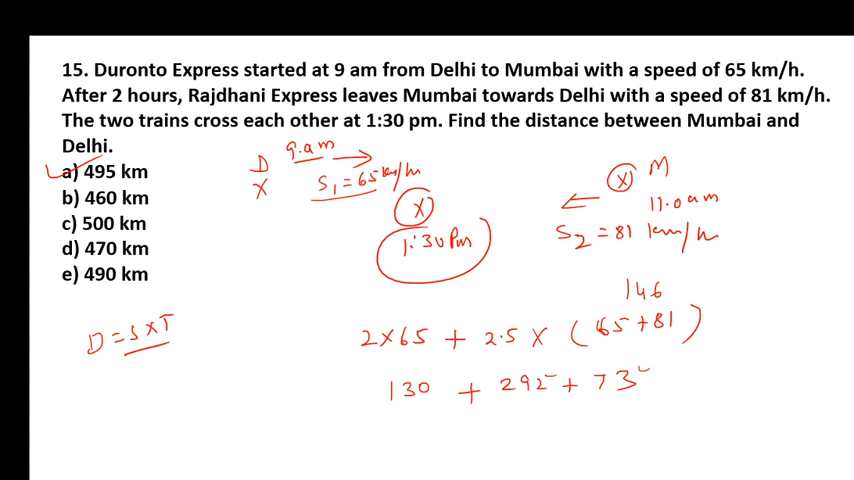 15. Duronto Express started at 9 am from Delhi to Mumbai with a speed of 65 km/h.
After 2 hours, Rajdhani Express leaves Mumbai towards Delhi with a speed of 81 km/h.
The two trains cross each other at 1:30 pm. Find the distance between Mumbai and
Delhi.
a) 495 km
b) 460 km
c) 500 km
d) 470 km
e) 490 km
9.am
D
X
S1 = 65 km/h
X
1:30 Pm
X M
11.0 am
S2 = 81 km/h
D = S X T
146
2 X 65 + 2.5 X (65 + 81)
130 + 292 + 73